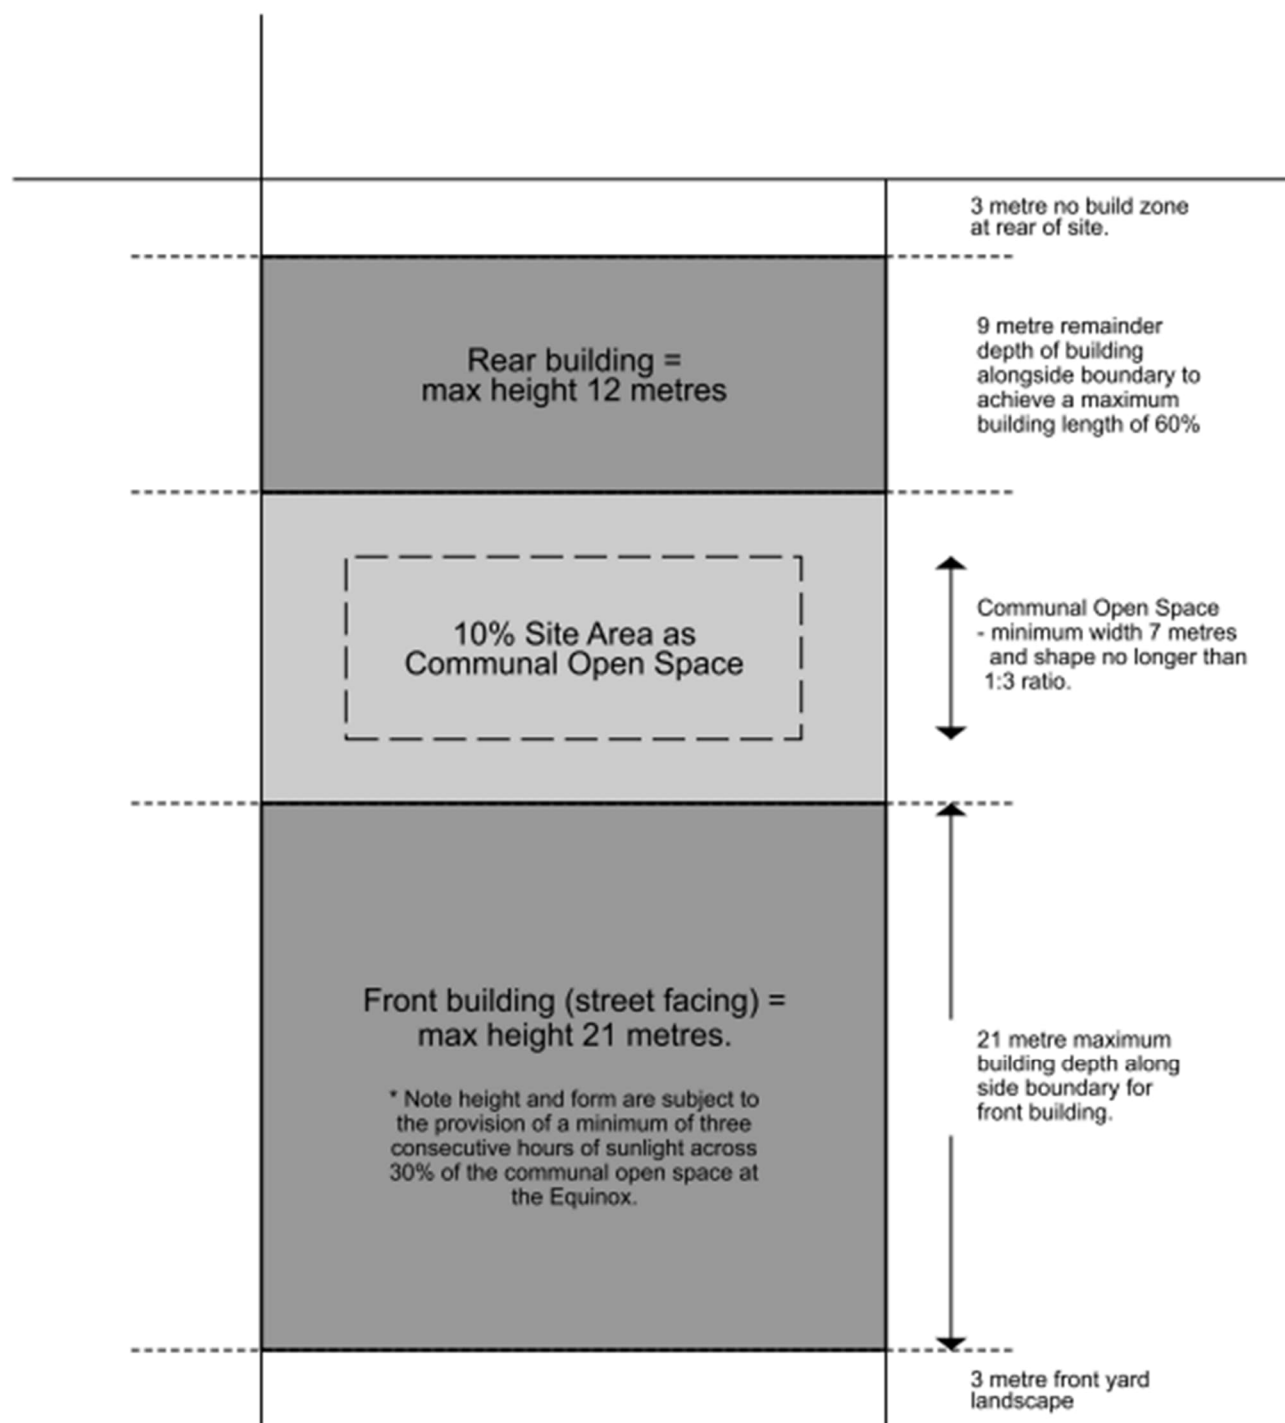 3 metre no build zone
at rear of site.
Rear building =
max height 12 metres
9 metre remainder
depth of building
alongside boundary to
achieve a maximum
building length of 60%
10% Site Area as
Communal Open Space
Communal Open Space
- minimum width 7 metres
and shape no longer than
1:3 ratio.
Front building (street facing) =
max height 21 metres.
* Note height and form are subject to
the provision of a minimum of three
consecutive hours of sunlight across
30% of the communal open space at
the Equinox.
21 metre maximum
building depth along
side boundary for
front building.
3 metre front yard
landscape